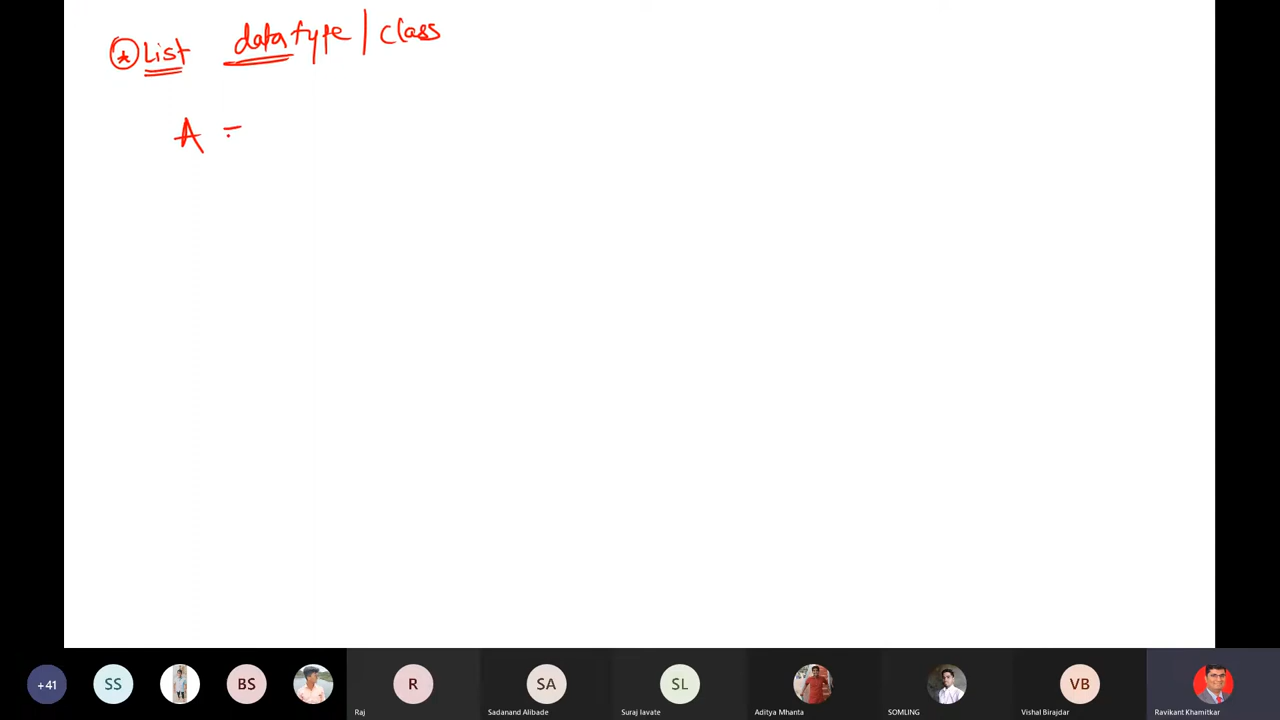 ⊛ List datatype | class
A =
+41 SS BS R SA SL VB
Raj Sadanand Alibade Suraj Javate Aditya Mhanta SOMLING Vishal Birajdar Ravikant Khamitkar